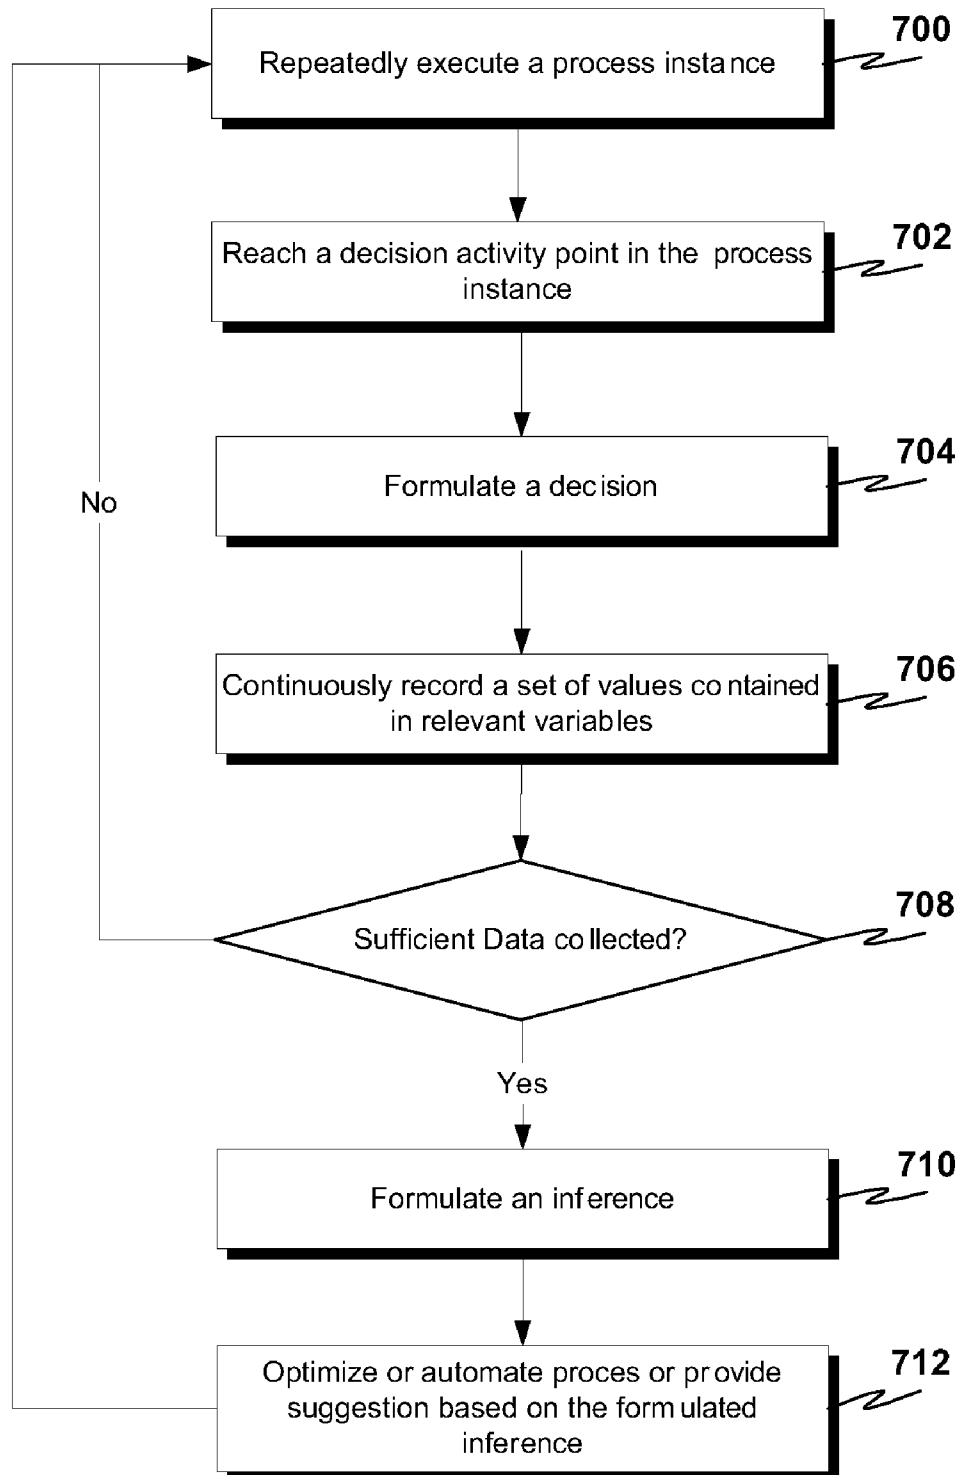 700
Repeatedly execute a process instance
702
Reach a decision activity point in the process
instance
704
Formulate a decision
No
706
Continuously record a set of values contained
in relevant variables
708
Sufficient Data collected?
Yes
710
Formulate an inference
712
Optimize or automate proces or provide
suggestion based on the formulated
inference